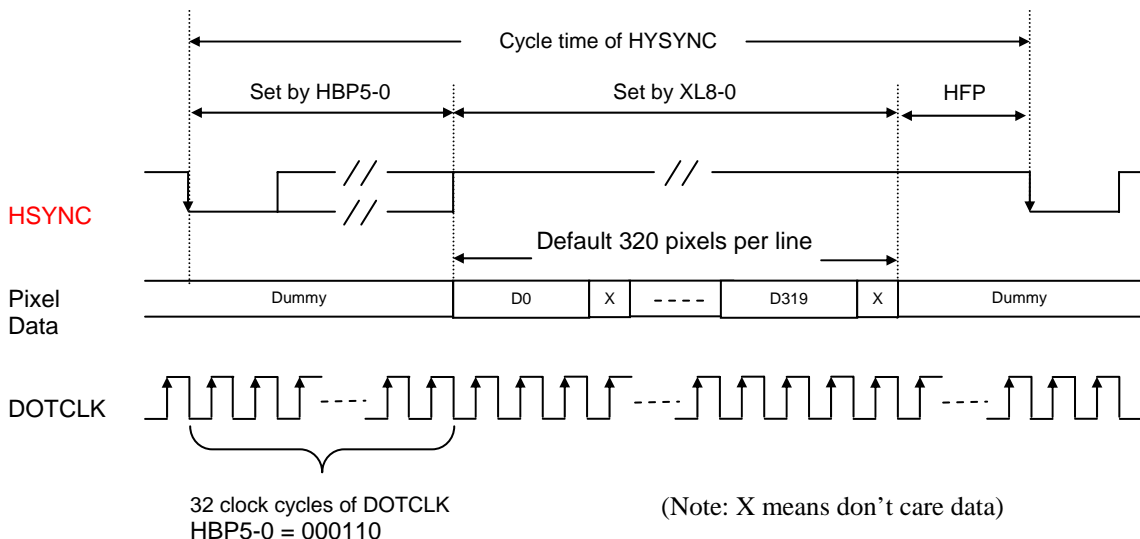 Cycle time of HYSYNC
Set by HBP5-0
Set by XL8-0
HFP
HSYNC
Default 320 pixels per line
Pixel
Data
Dummy
D0
X
D319
X
Dummy
DOTCLK
32 clock cycles of DOTCLK
HBP5-0 = 000110
(Note: X means don’t care data)